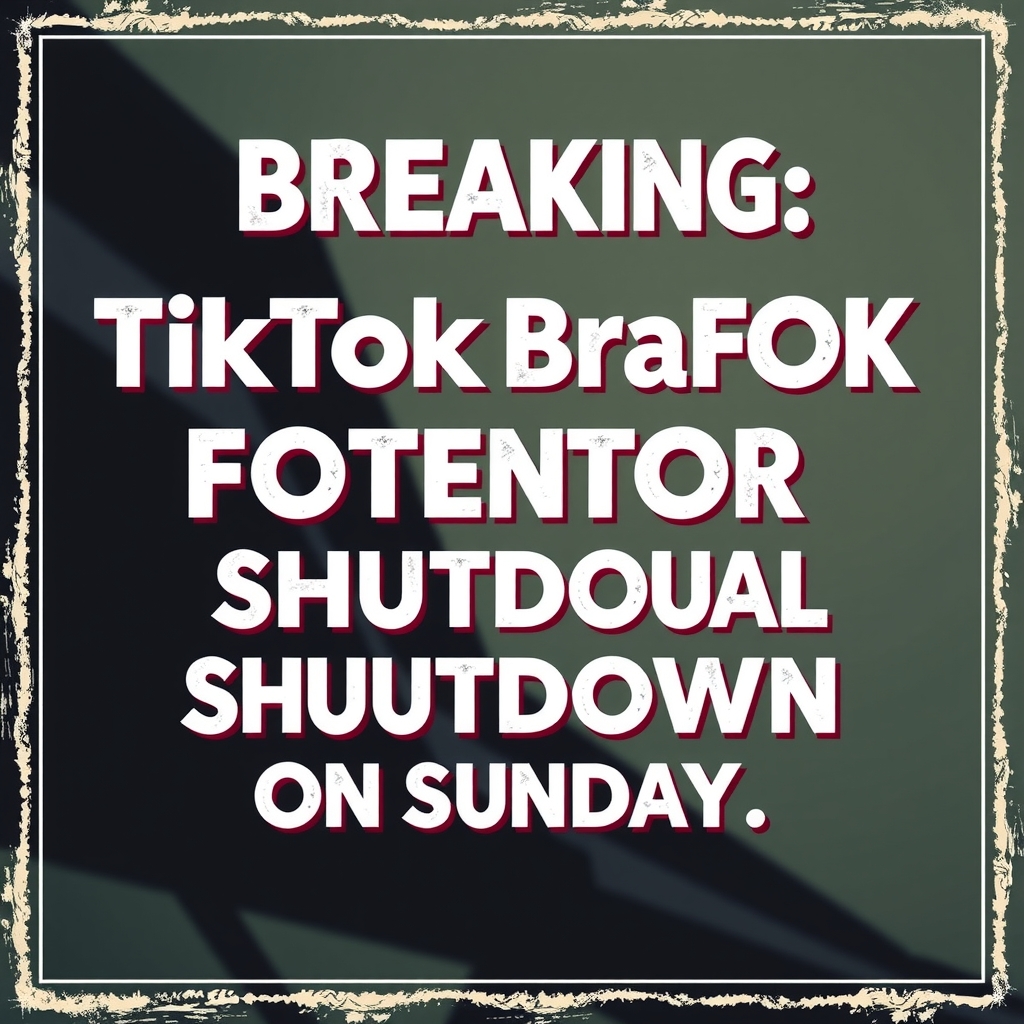 BREAKING:
TikTok BraFOK
FOTENTOR
SHUTDOUAL
SHUUTDOWN
ON SUNDAY.